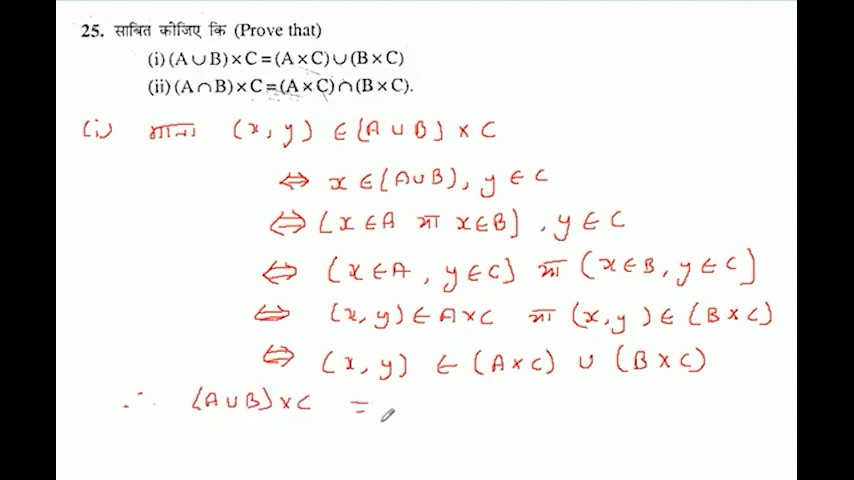 25. साबित कीजिए कि (Prove that)
(i) (A∪B)×C=(A×C)∪(B×C)
(ii) (A∩B)×C=(A×C)∩(B×C).
(i) माना (x, y) ∈ (A ∪ B) × C
⇔ x ∈ (A∪B), y ∈ C
⇔ (x ∈ A या x ∈ B), y ∈ C
⇔ (x ∈ A, y ∈ C) या (x ∈ B, y ∈ C)
⇔ (x, y) ∈ A×C या (x, y) ∈ (B × C)
⇔ (x, y) ∈ (A×C) ∪ (B × C)
∴ (A∪B)×C =